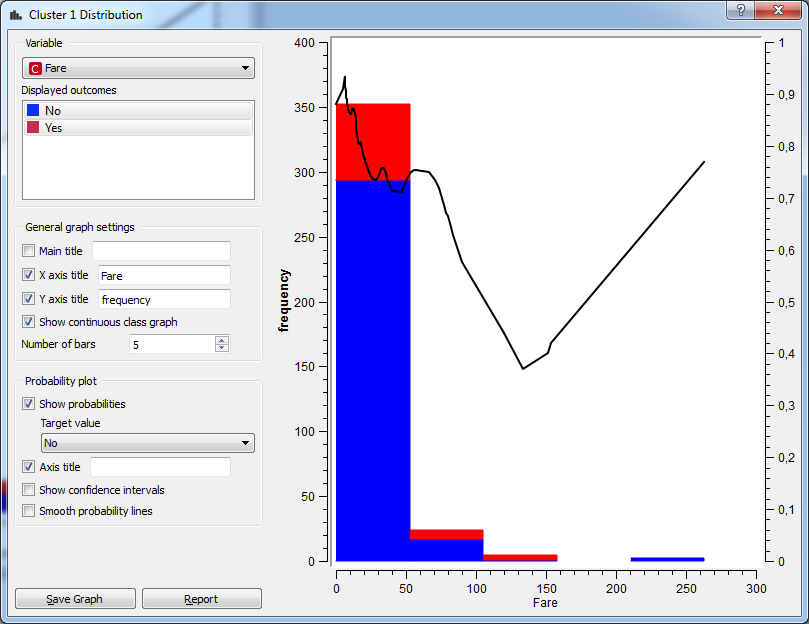 Cluster 1 Distribution
?
Variable
C Fare
Displayed outcomes
No
Yes
General graph settings
Main title
X axis title Fare
Y axis title frequency
Show continuous class graph
Number of bars 5
Probability plot
Show probabilities
Target value
No
Axis title
Show confidence intervals
Smooth probability lines
Save Graph Report
400
350
300
250
200
150
100
50
0
frequency
1
0,9
0,8
0,7
0,6
0,5
0,4
0,3
0,2
0,1
0
0 50 100 150 200 250 300
Fare